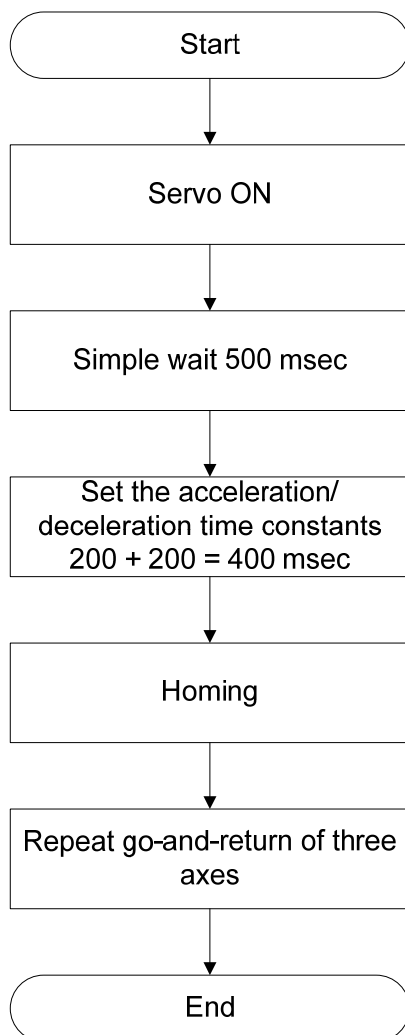 Start
Servo ON
Simple wait 500 msec
Set the acceleration/
deceleration time constants
200 + 200 = 400 msec
Homing
Repeat go-and-return of three
axes
End